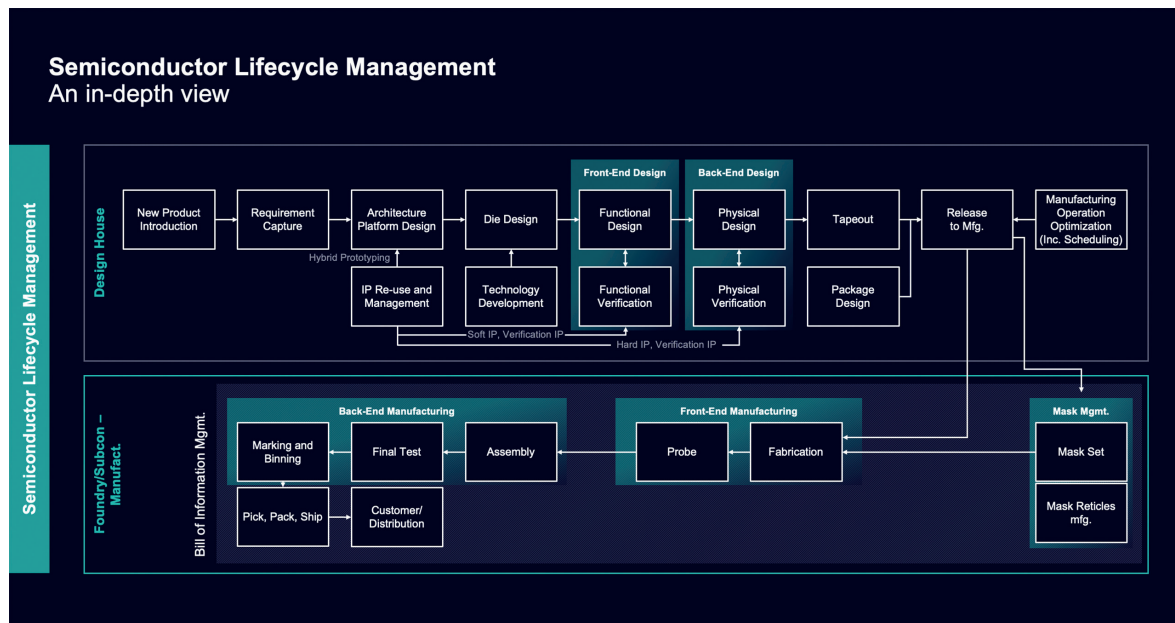 Semiconductor Lifecycle Management
An in-depth view
Semiconductor Lifecycle Management
Design House
New Product
Introduction
Requirement
Capture
Architecture
Platform Design
Die Design
Front-End Design
Functional
Design
Back-End Design
Physical
Design
Tapeout
Release
to Mfg.
Manufacturing
Operation
Optimization
(Inc. Scheduling)
Hybrid Prototyping
IP Re-use and
Management
Technology
Development
Functional
Verification
Physical
Verification
Package
Design
Soft IP, Verification IP
Hard IP, Verification IP
Foundry/Subcon –
Manufact.
Bill of Information Mgmt.
Back-End Manufacturing
Marking and
Binning
Final Test
Assembly
Front-End Manufacturing
Probe
Fabrication
Mask Mgmt.
Mask Set
Pick, Pack, Ship
Customer/
Distribution
Mask Reticles
mfg.